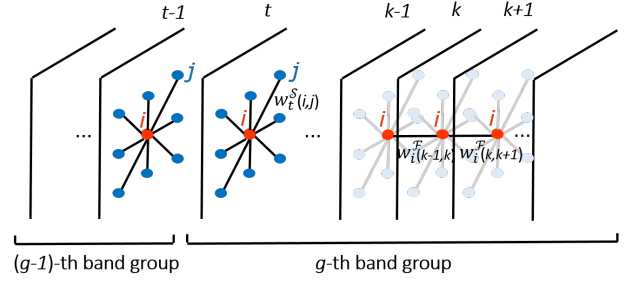 t-1 t k-1 k k+1
j j
w_t^S(i,j)
i i i i i
... ... ...
w_i^F(k-1,k) w_i^F(k,k+1)
(g-1)-th band group g-th band group